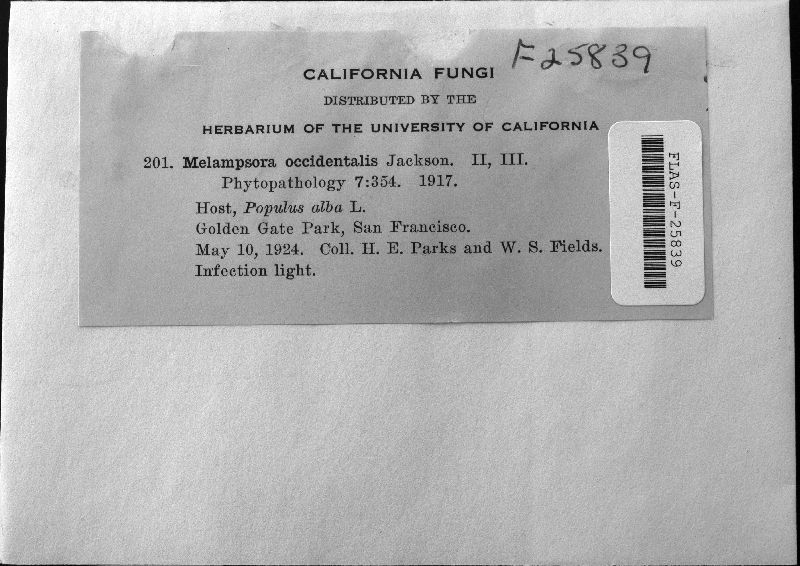 F25839
CALIFORNIA FUNGI
DISTRIBUTED BY THE
HERBARIUM OF THE UNIVERSITY OF CALIFORNIA
201. Melampsora occidentalis Jackson. II, III.
Phytopathology 7:354. 1917.
Host, Populus alba L.
Golden Gate Park, San Francisco.
May 10, 1924. Coll. H. E. Parks and W. S. Fields.
Infection light.
FLAS-F-25839